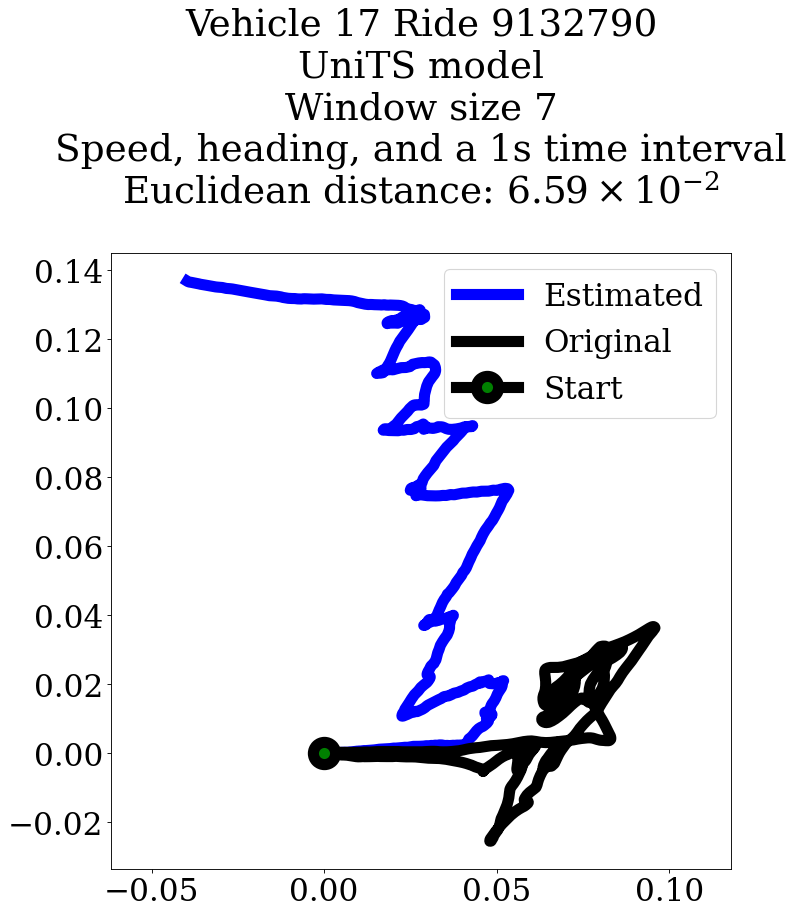 Vehicle 17 Ride 9132790
UniTS model
Window size 7
Speed, heading, and a 1s time interval
Euclidean distance: 6.59 × 10⁻²
Estimated
Original
Start
0.14
0.12
0.10
0.08
0.06
0.04
0.02
0.00
−0.02
−0.05 0.00 0.05 0.10